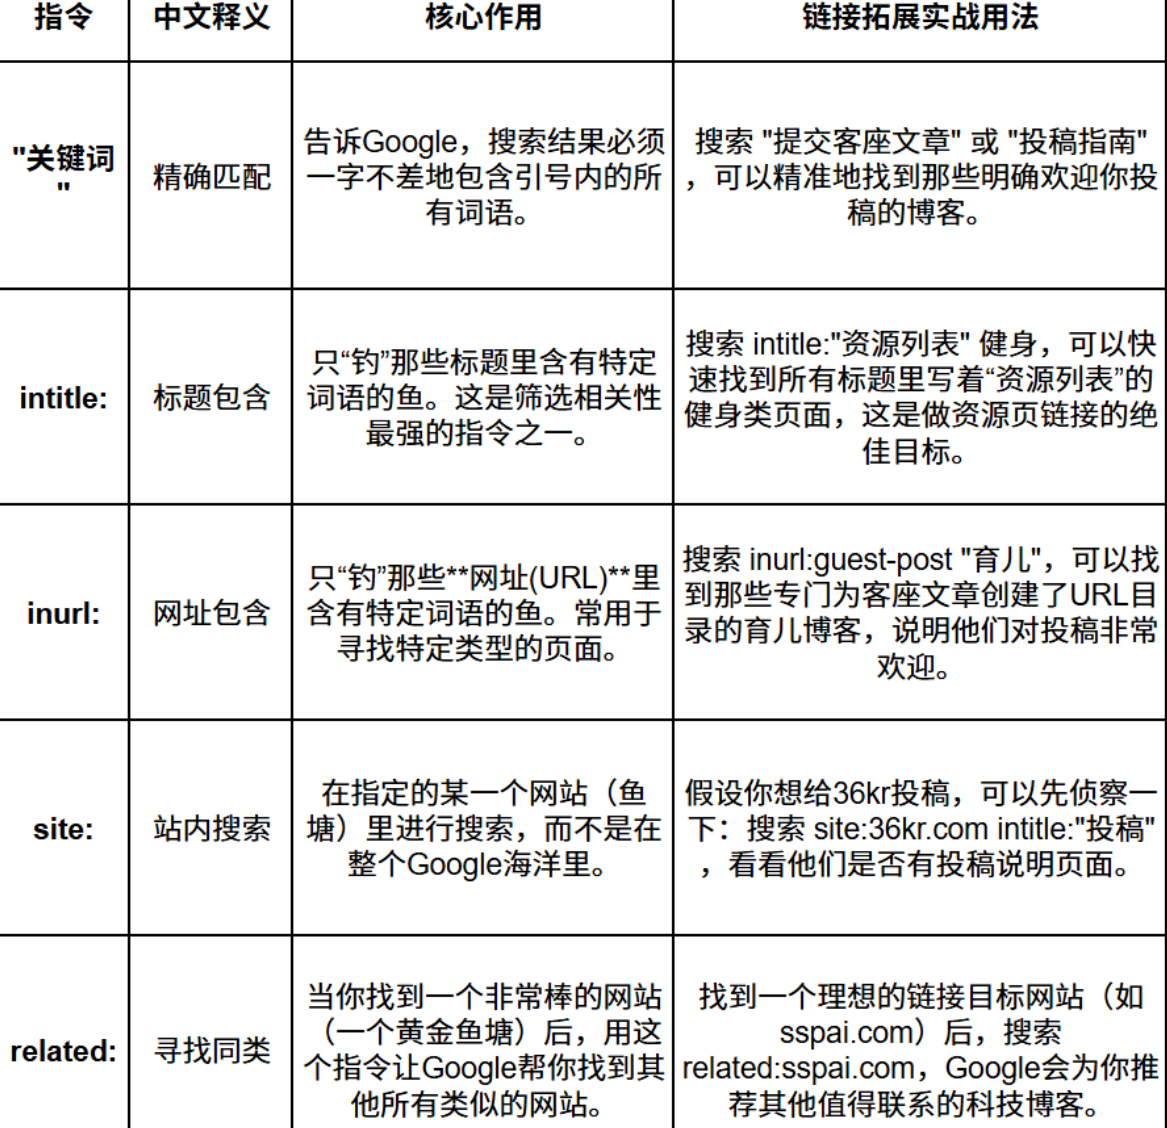 指令 中文释义 核心作用 链接拓展实战用法
"关键词
"
精确匹配
告诉Google，搜索结果必须
一字不差地包含引号内的所
有词语。
搜索 "提交客座文章" 或 "投稿指南"
，可以精准地找到那些明确欢迎你投
稿的博客。
intitle:
标题包含
只“钓”那些标题里含有特定
词语的鱼。这是筛选相关性
最强的指令之一。
搜索 intitle:"资源列表" 健身，可以快
速找到所有标题里写着“资源列表”的
健身类页面，这是做资源页链接的绝
佳目标。
inurl:
网址包含
只“钓”那些**网址(URL)**里
含有特定词语的鱼。常用于
寻找特定类型的页面。
搜索 inurl:guest-post "育儿"，可以找
到那些专门为客座文章创建了URL目
录的育儿博客，说明他们对投稿非常
欢迎。
site:
站内搜索
在指定的某一个网站（鱼
塘）里进行搜索，而不是在
整个Google海洋里。
假设你想给36kr投稿，可以先侦察一
下：搜索 site:36kr.com intitle:"投稿"
，看看他们是否有投稿说明页面。
related:
寻找同类
当你找到一个非常棒的网站
（一个黄金鱼塘）后，用这
个指令让Google帮你找到其
他所有类似的网站。
找到一个理想的链接目标网站（如
sspai.com）后，搜索
related:sspai.com，Google会为你推
荐其他值得联系的科技博客。